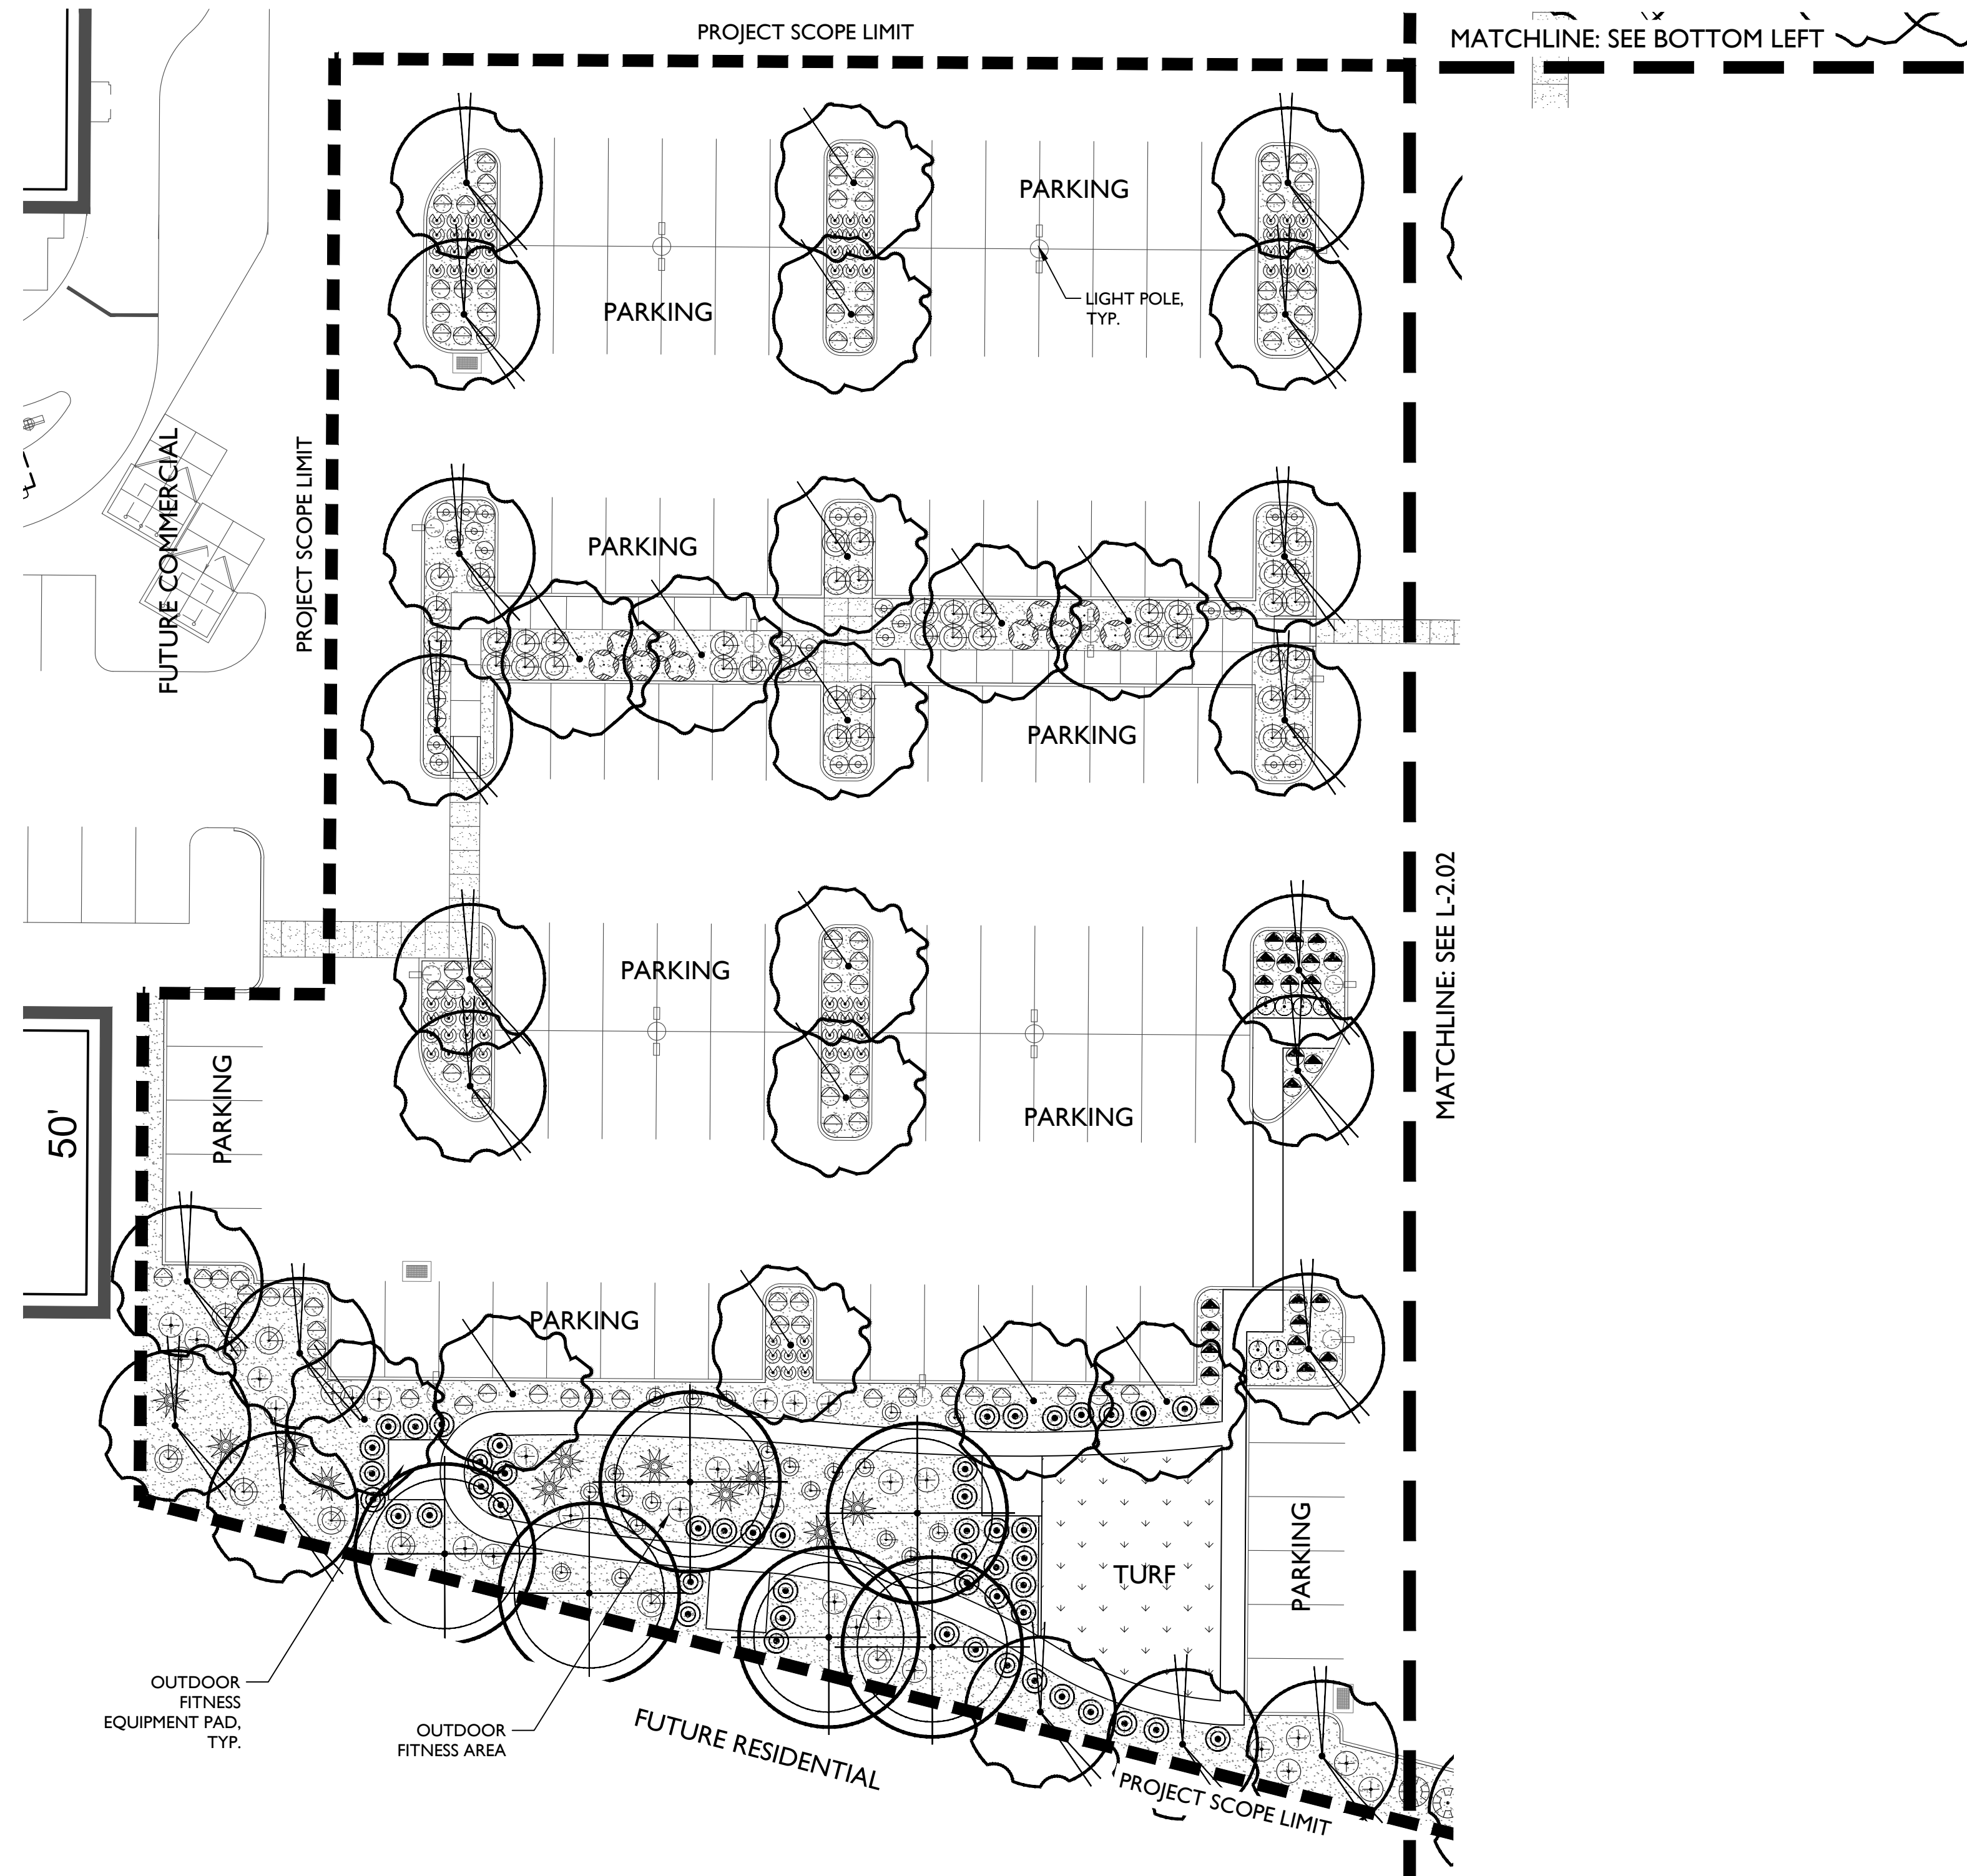 PROJECT SCOPE LIMIT
MATCHLINE: SEE BOTTOM LEFT
PARKING
PARKING
LIGHT POLE,
TYP.
FUTURE COMMERCIAL
PROJECT SCOPE LIMIT
PARKING
PARKING
MATCHLINE: SEE L-2.02
PARKING
PARKING
PARKING
50'
PARKING
PARKING
TURF
OUTDOOR
FITNESS
EQUIPMENT PAD,
TYP.
OUTDOOR
FITNESS AREA
FUTURE RESIDENTIAL
PROJECT SCOPE LIMIT